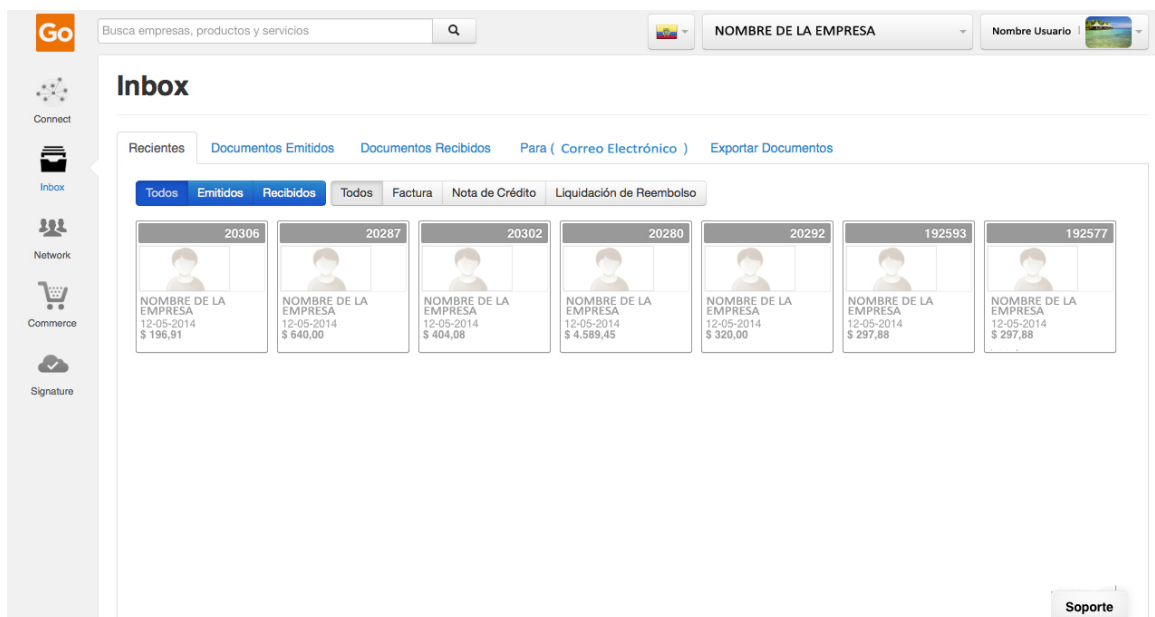 Go
Busca empresas, productos y servicios
NOMBRE DE LA EMPRESA
Nombre Usuario
Connect
Inbox
Network
Commerce
Signature
Inbox
Recientes Documentos Emitidos Documentos Recibidos Para ( Correo Electrónico ) Exportar Documentos
Todos Emitidos Recibidos Todos Factura Nota de Crédito Liquidación de Reembolso
20306
NOMBRE DE LA
EMPRESA
12-05-2014
$ 196,91
20287
NOMBRE DE LA
EMPRESA
12-05-2014
$ 640,00
20302
NOMBRE DE LA
EMPRESA
12-05-2014
$ 404,08
20280
NOMBRE DE LA
EMPRESA
12-05-2014
$ 4.589,45
20292
NOMBRE DE LA
EMPRESA
12-05-2014
$ 320,00
192593
NOMBRE DE LA
EMPRESA
12-05-2014
$ 297,88
192577
NOMBRE DE LA
EMPRESA
12-05-2014
$ 297,88
Soporte